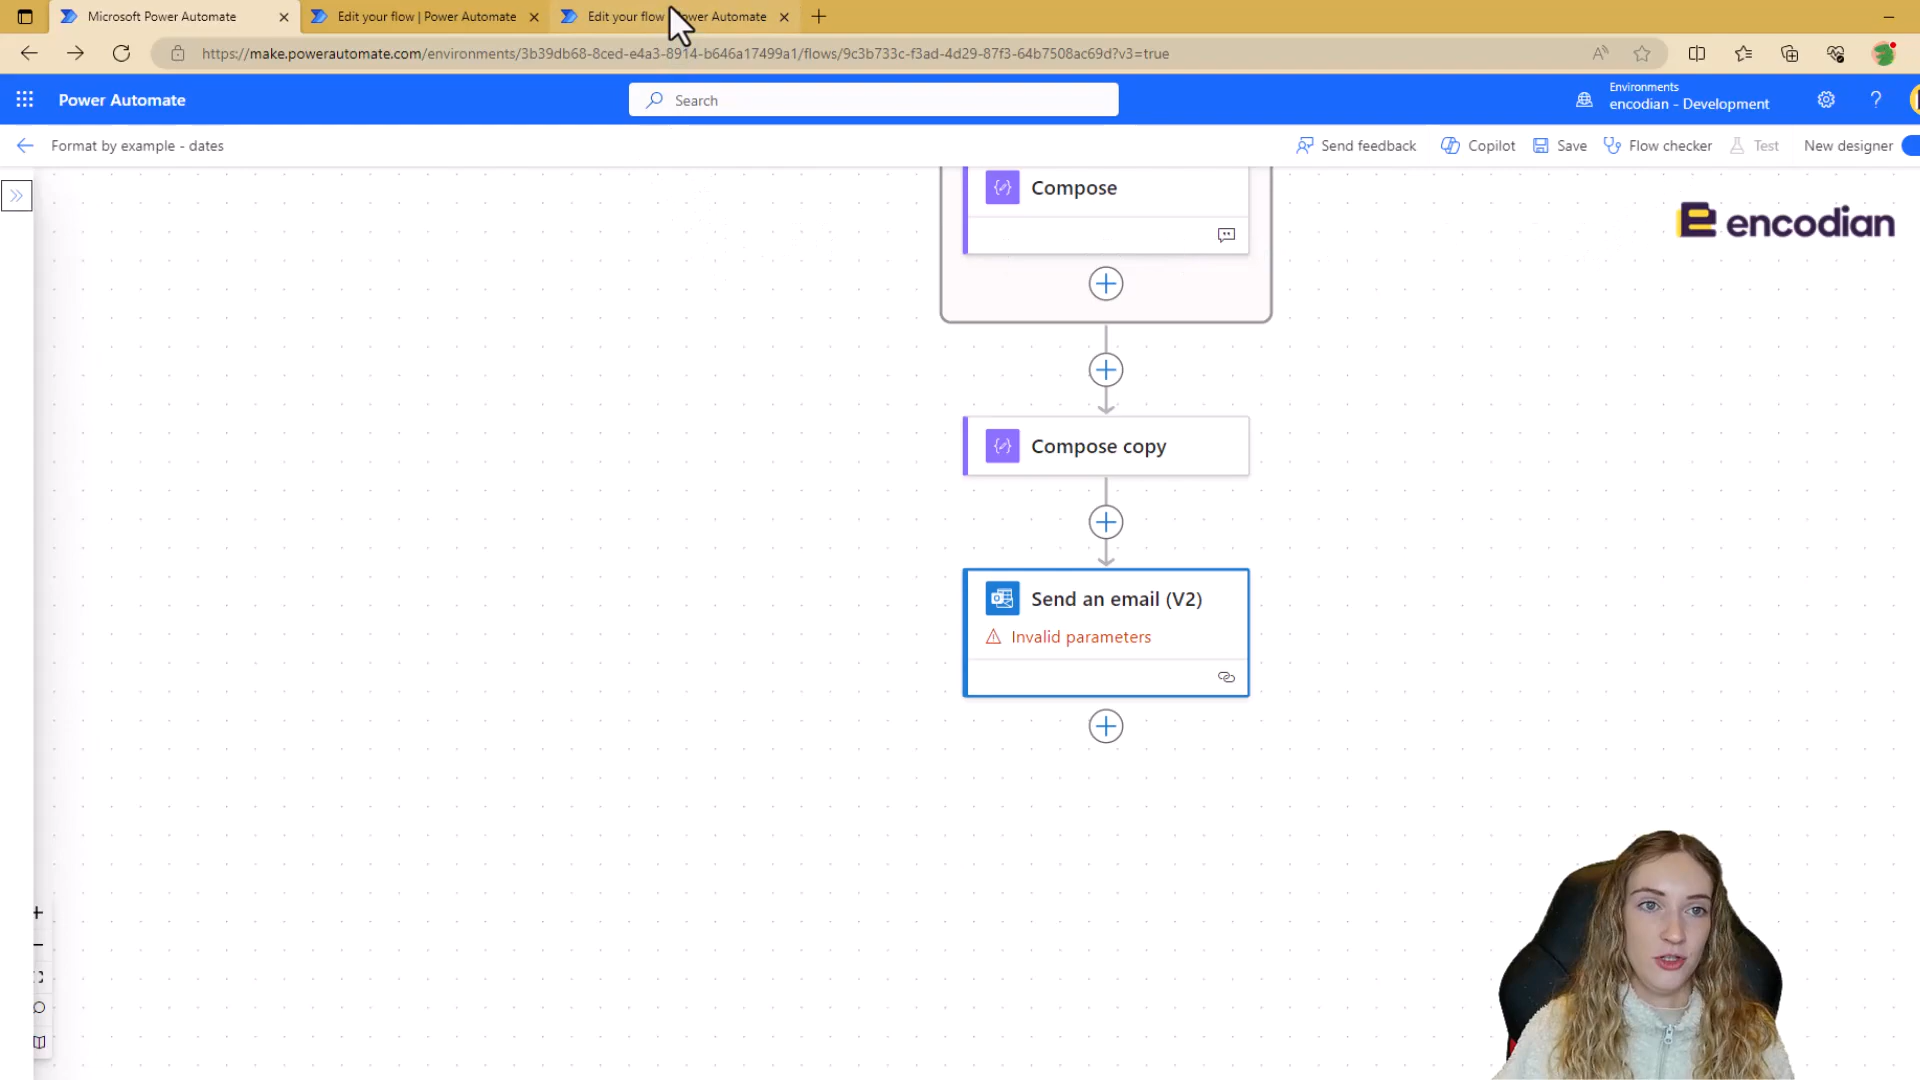 Microsoft Power Automate
Edit your flow | Power Automate
Edit your flow
ower Automate
https://make.powerautomate.com/environments/3b39db68-8ced-e4a3-8914-b646a17499a1/flows/9c3b733c-f3ad-4d29-87f3-64b7508ac69d?v3=true
Power Automate
Search
Environments
encodian - Development
Format by example - dates
Send feedback
Copilot
Save
Flow checker
Test
New designer
Compose
encodian
Compose copy
Send an email (V2)
Invalid parameters